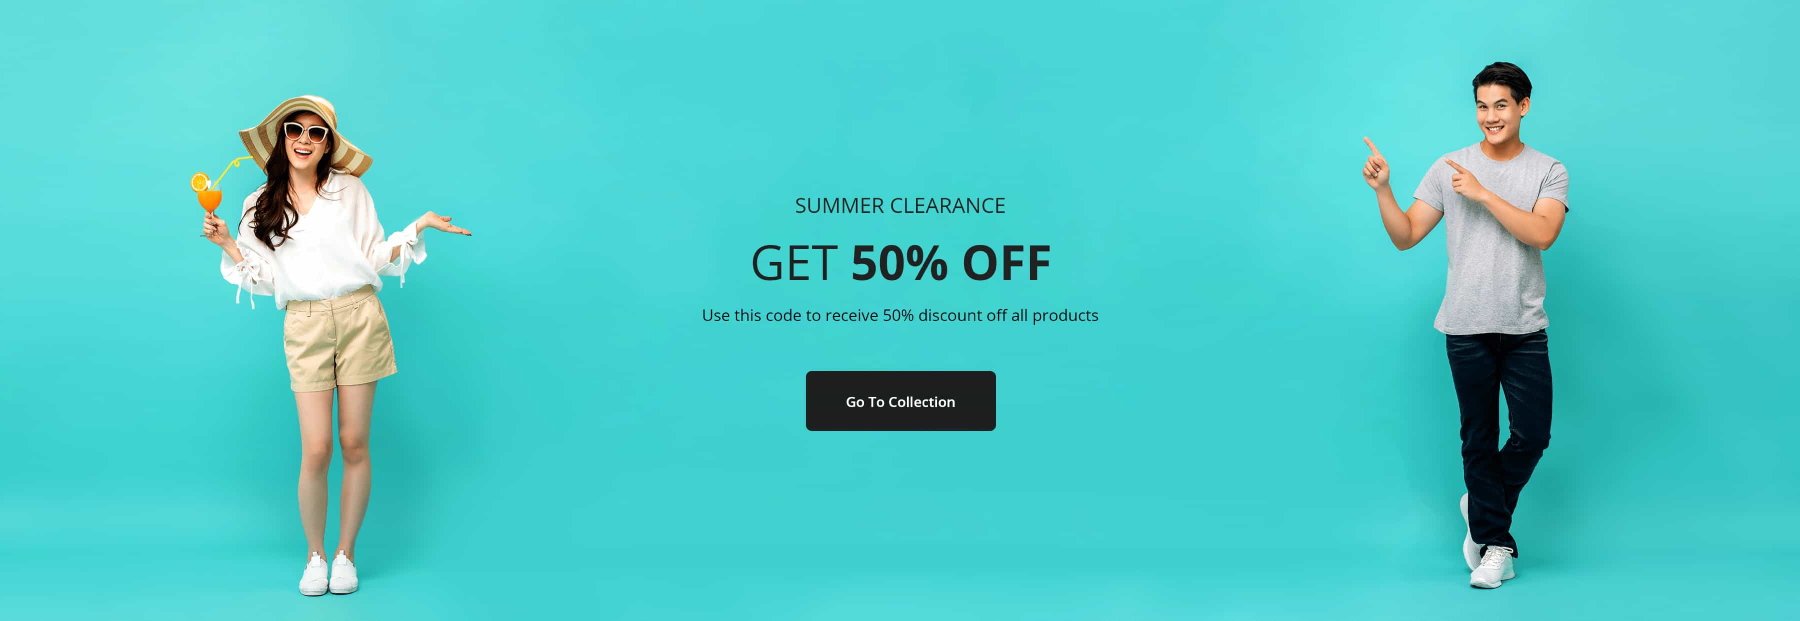 SUMMER CLEARANCE
GET 50% OFF
Use this code to receive 50% discount off all products
Go To Collection